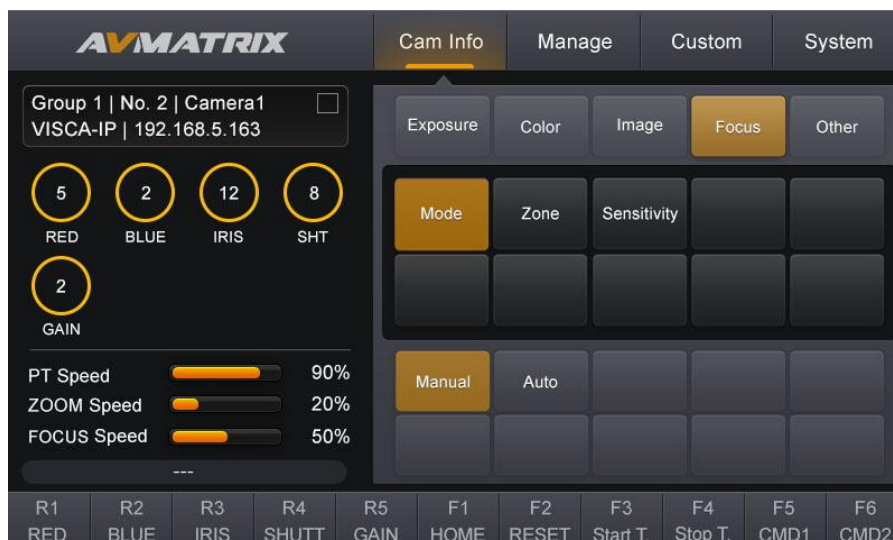 AVMATRIX
Cam Info Manage Custom System
Group 1 | No. 2 | Camera1
VISCA-IP | 192.168.5.163
5 2 12 8
RED BLUE IRIS SHT
2
GAIN
PT Speed 90%
ZOOM Speed 20%
FOCUS Speed 50%
---
Exposure Color Image Focus Other
Mode Zone Sensitivity
Manual Auto
R1 R2 R3 R4 R5 F1 F2 F3 F4 F5 F6
RED BLUE IRIS SHUTT GAIN HOME RESET Start T. Stop T. CMD1 CMD2